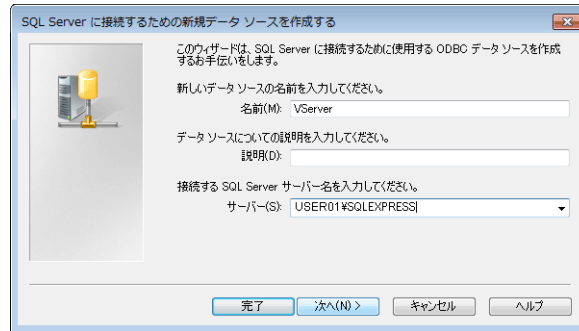 SQL Server に接続するための新規データ ソースを作成する
このウィザードは、SQL Server に接続するために使用する ODBC データ ソースを作成
するお手伝いをします。
新しいデータ ソースの名前を入力してください。
名前(M): VServer
データ ソースについての説明を入力してください。
説明(D):
接続する SQL Server サーバー名を入力してください。
サーバー(S): USER01¥SQLEXPRESS
完了 次へ(N) > キャンセル ヘルプ